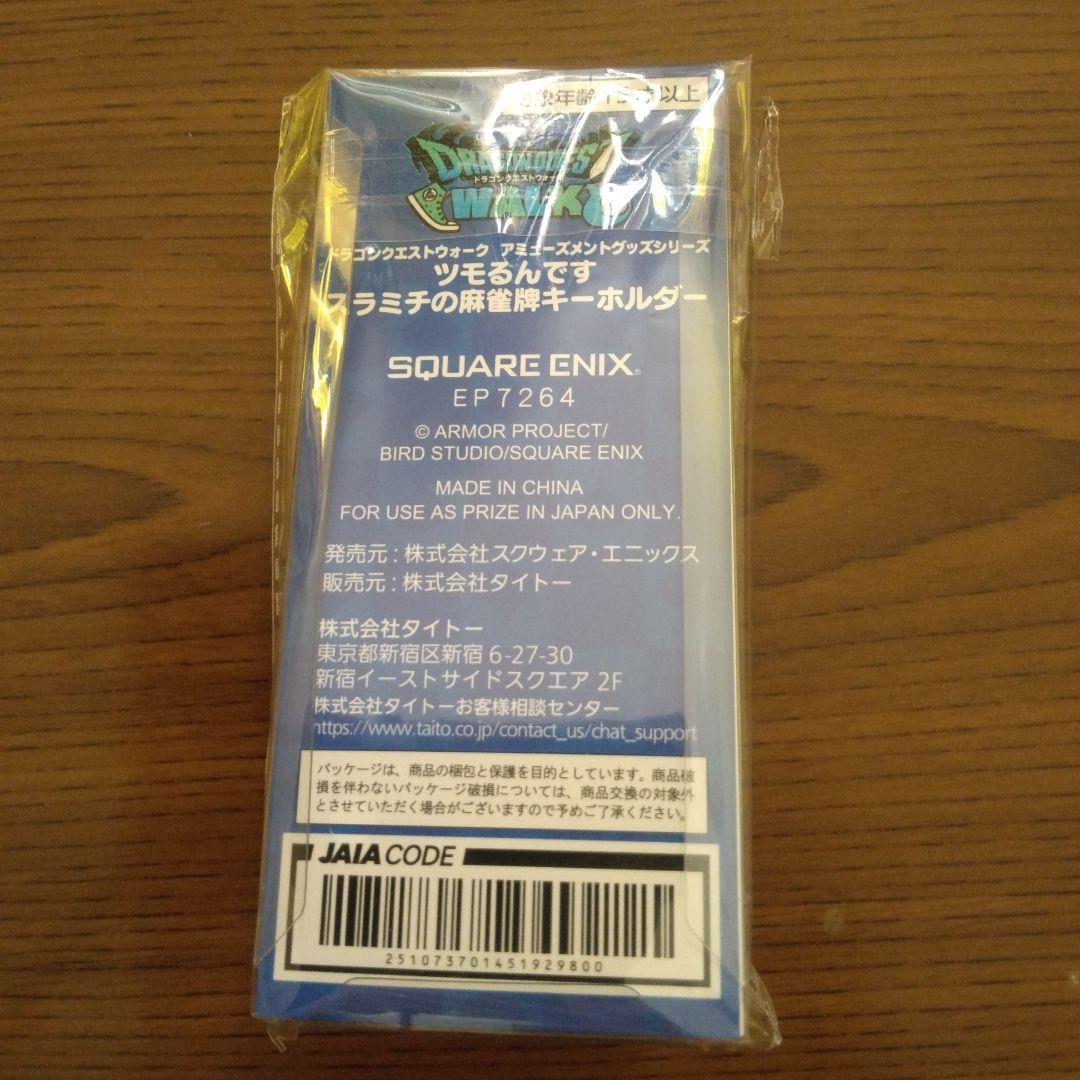 対象年齢15才以上
DRAGON QUEST
ドラゴンクエストウォーク
WALK
ドラゴンクエストウォーク アミューズメントグッズシリーズ
ツモるんです
スラミチの麻雀牌キーホルダー
SQUARE ENIX®
EP7264
© ARMOR PROJECT/
BIRD STUDIO/SQUARE ENIX
MADE IN CHINA
FOR USE AS PRIZE IN JAPAN ONLY.
発売元:株式会社スクウェア・エニックス
販売元:株式会社タイトー
株式会社タイトー
東京都新宿区新宿 6-27-30
新宿イーストサイドスクエア 2F
株式会社タイトーお客様相談センター
https://www.taito.co.jp/contact_us/chat_support
パッケージは、商品の梱包と保護を目的としています。商品破
損を伴わないパッケージ破損については、商品交換の対象外
とさせていただく場合がございますので予めご了承ください。
JAIA CODE
251073701451929800